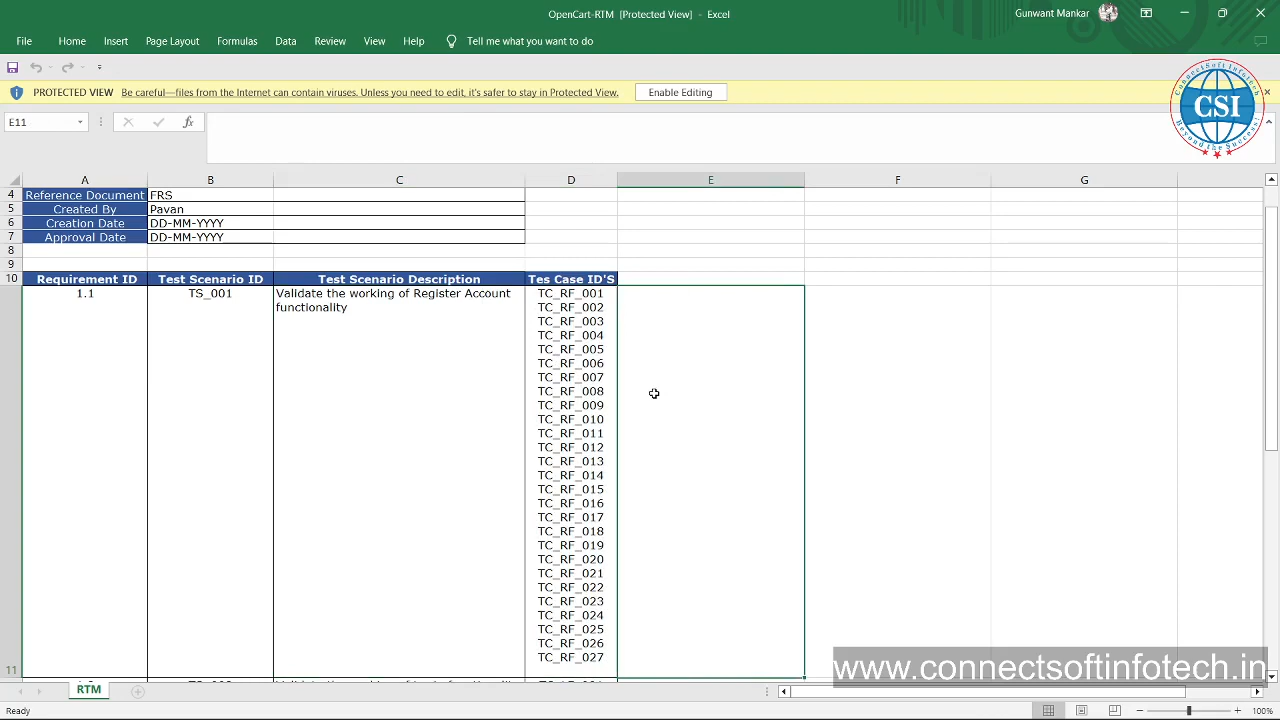 OpenCart-RTM [Protected View] - Excel
Gunwant Mankar
File Home Insert Page Layout Formulas Data Review View Help Tell me what you want to do
PROTECTED VIEW Be careful—files from the Internet can contain viruses. Unless you need to edit, it's safer to stay in Protected View. Enable Editing
ConnectSoft Infotech
CSI
Beyond the Success!
E11 fx
A B C D E F G
4 Reference Document FRS
5 Created By Pavan
6 Creation Date DD-MM-YYYY
7 Approval Date DD-MM-YYYY
8
9
10 Requirement ID Test Scenario ID Test Scenario Description Tes Case ID'S
1.1 TS_001 Validate the working of Register Account TC_RF_001
functionality TC_RF_002
TC_RF_003
TC_RF_004
TC_RF_005
TC_RF_006
TC_RF_007
TC_RF_008
TC_RF_009
TC_RF_010
TC_RF_011
TC_RF_012
TC_RF_013
TC_RF_014
TC_RF_015
TC_RF_016
TC_RF_017
TC_RF_018
TC_RF_019
TC_RF_020
TC_RF_021
TC_RF_022
TC_RF_023
TC_RF_024
TC_RF_025
TC_RF_026
TC_RF_027
11
www.connectsoftinfotech.in
RTM
Ready 100%